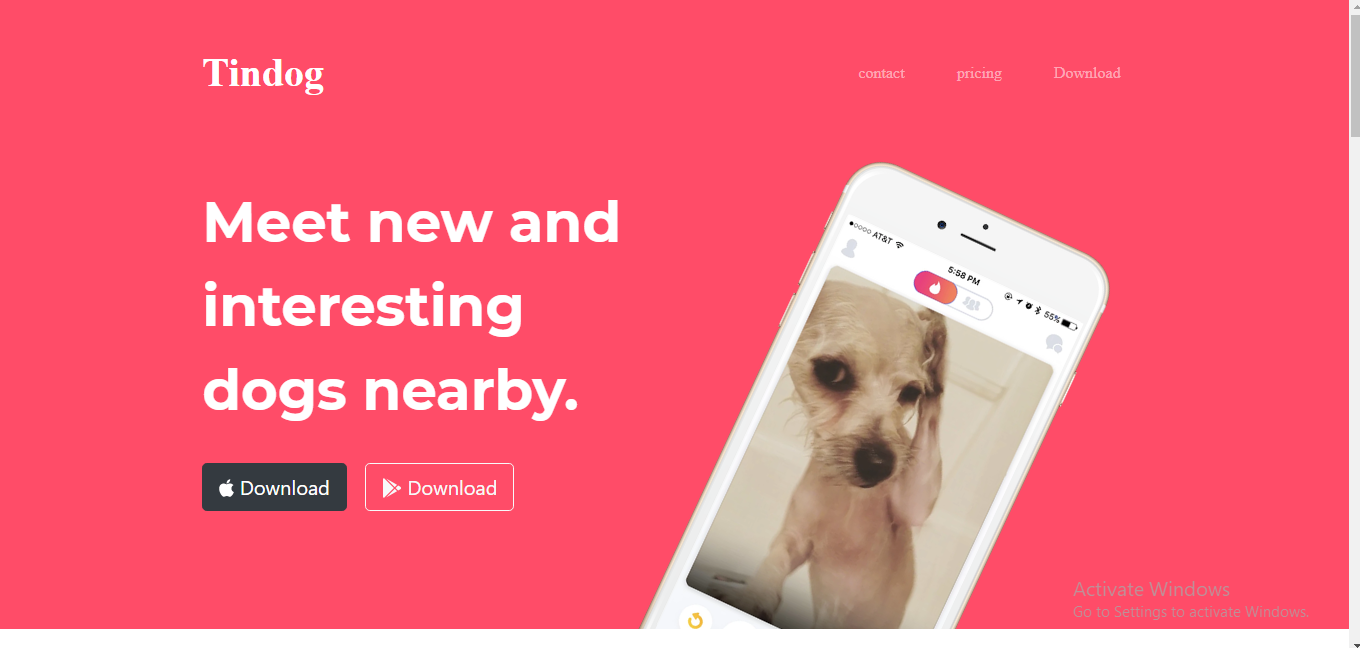 Tindog
contact pricing Download
Meet new and
interesting
dogs nearby.
Download Download
AT&T
5:58 PM
55%
Activate Windows
Go to Settings to activate Windows.